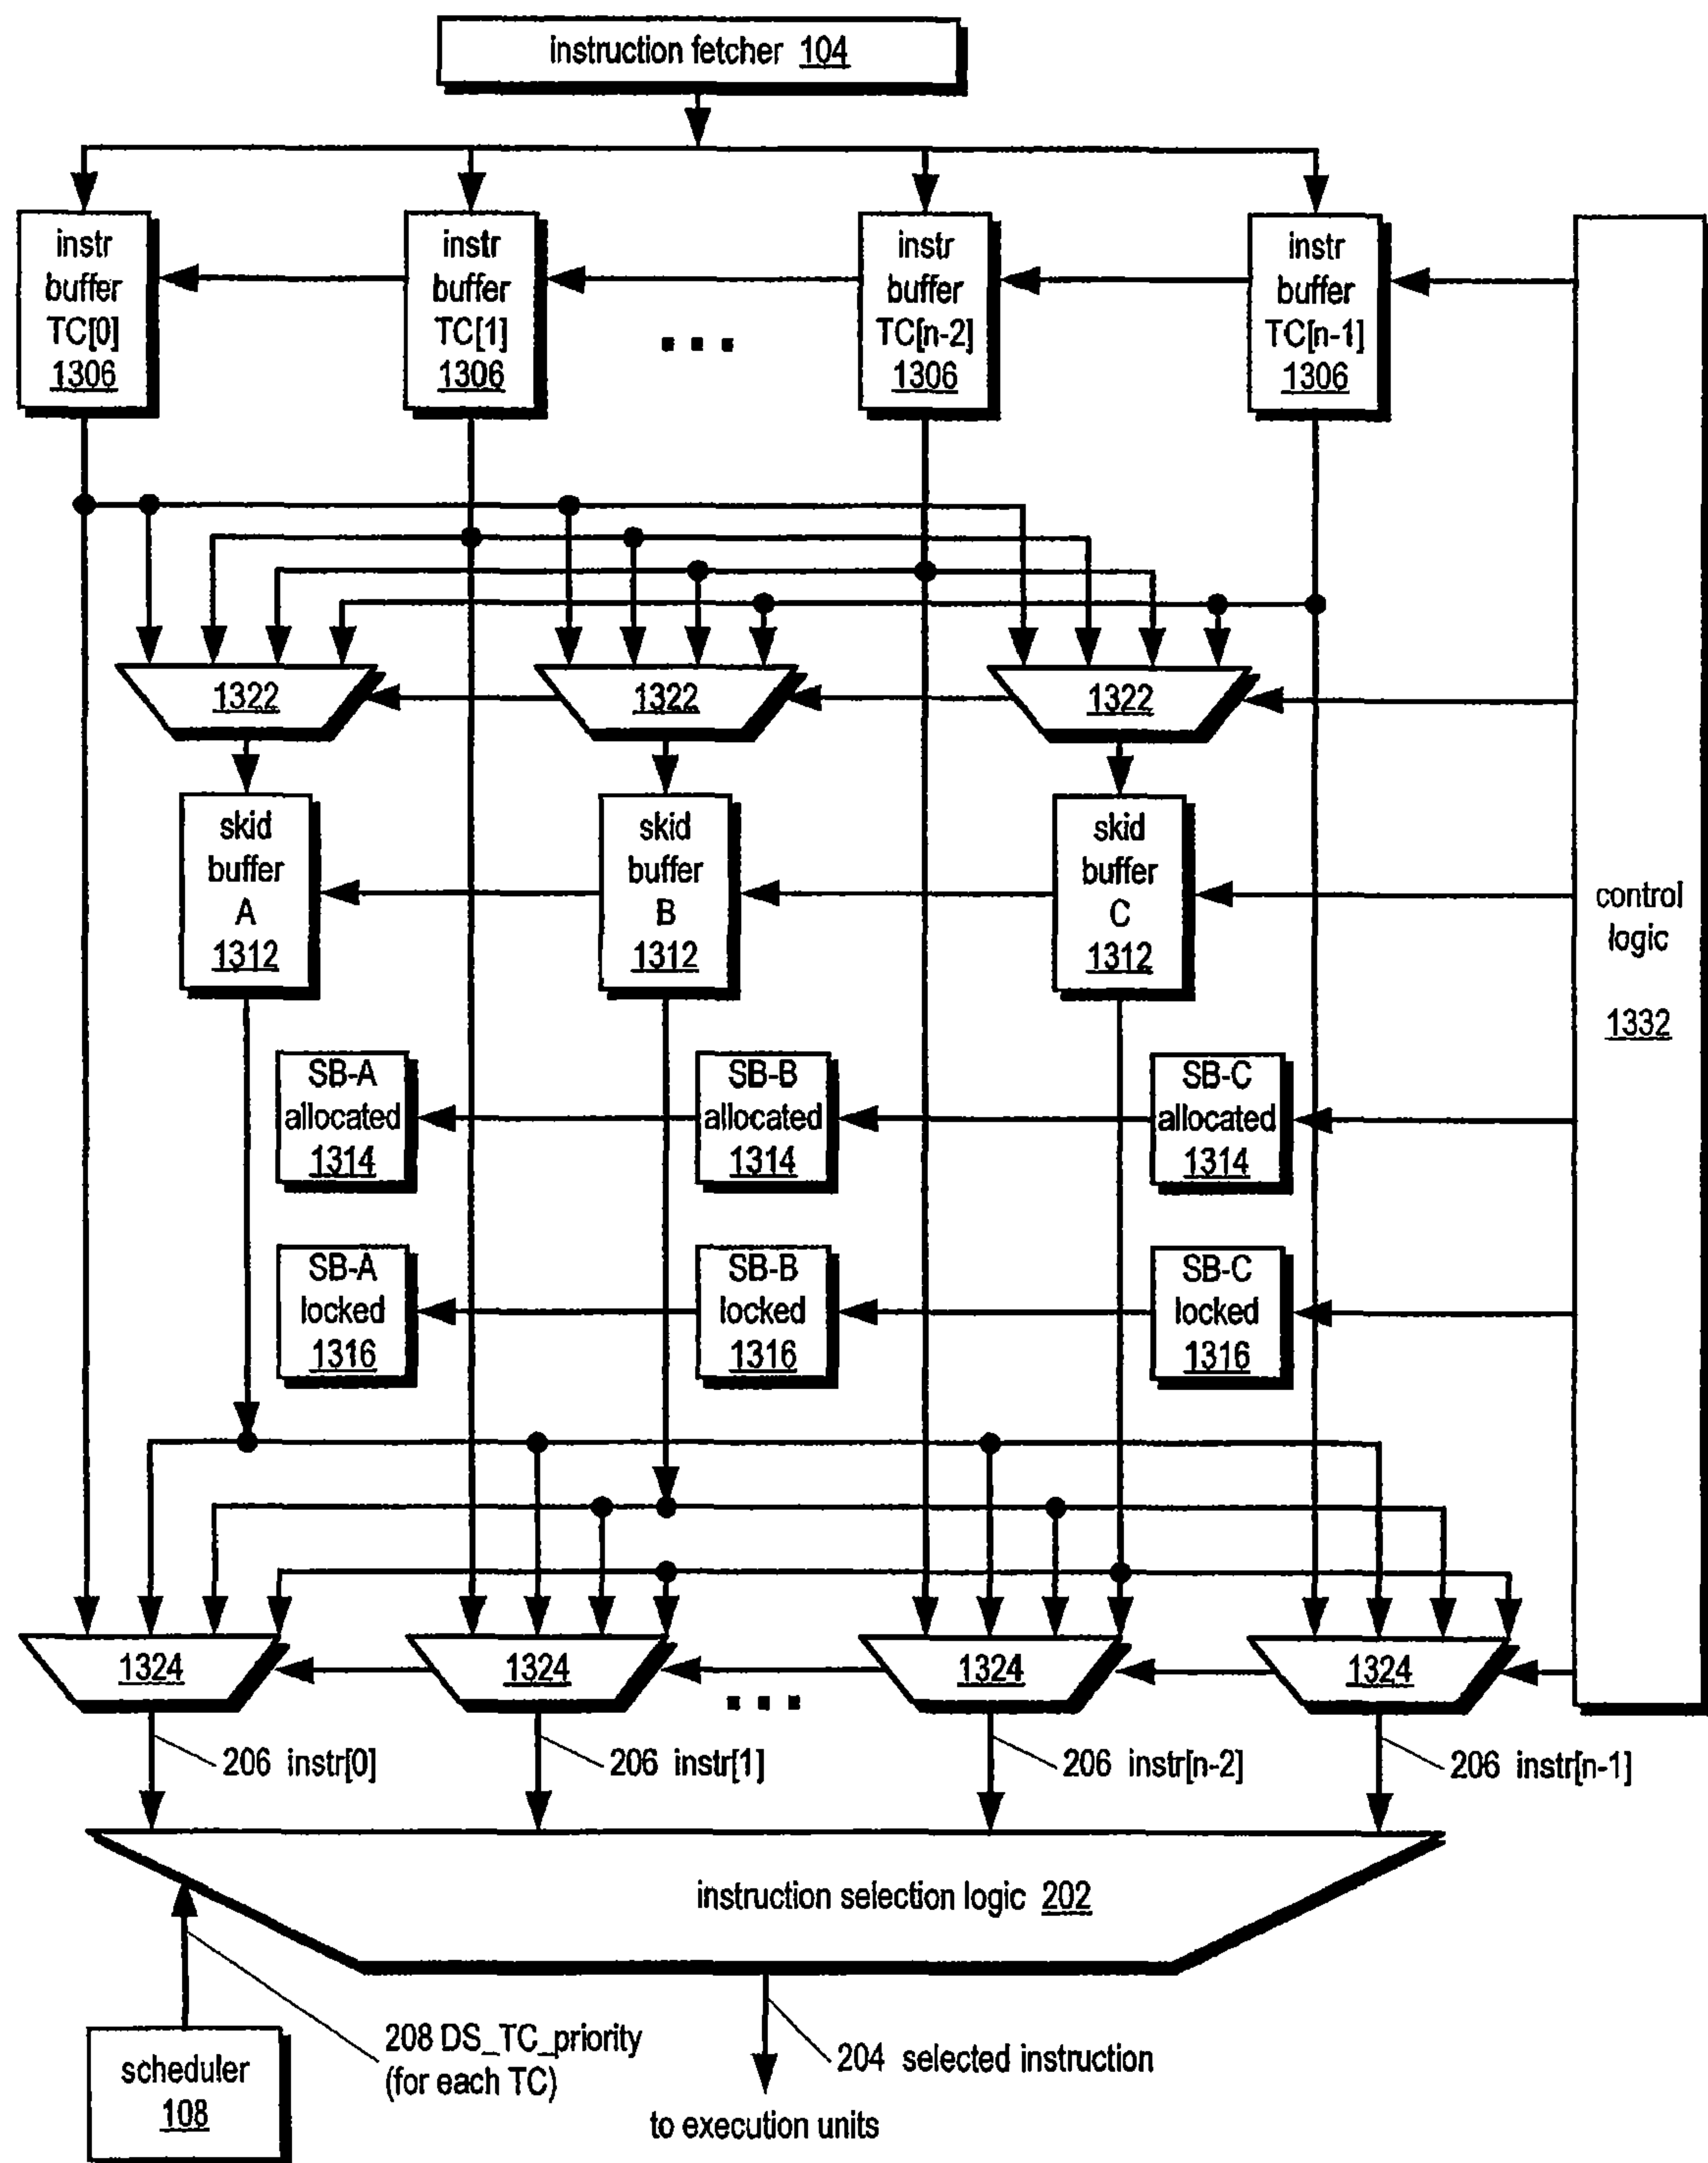 instruction fetcher 104
instr
buffer
TC[0]
1306
instr
buffer
TC[1]
1306
...
instr
buffer
TC[n-2]
1306
instr
buffer
TC[n-1]
1306
1322
1322
1322
skid
buffer
A
1312
skid
buffer
B
1312
skid
buffer
C
1312
control
logic
1332
SB-A
allocated
1314
SB-B
allocated
1314
SB-C
allocated
1314
SB-A
locked
1316
SB-B
locked
1316
SB-C
locked
1316
1324
1324
...
1324
1324
206 instr[0]
206 instr[1]
206 instr[n-2]
206 instr[n-1]
instruction selection logic 202
scheduler
108
208 DS_TC_priority
(for each TC)
204 selected instruction
to execution units